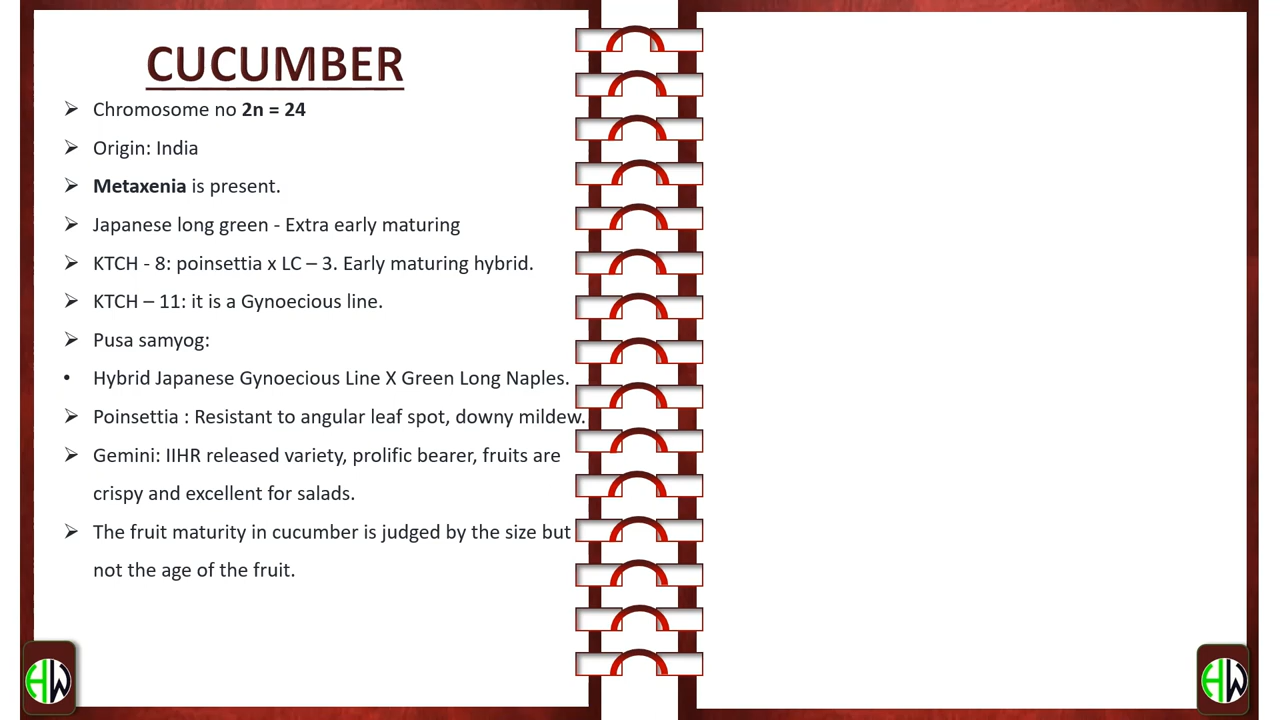 CUCUMBER
➢ Chromosome no 2n = 24
➢ Origin: India
➢ Metaxenia is present.
➢ Japanese long green - Extra early maturing
➢ KTCH - 8: poinsettia x LC – 3. Early maturing hybrid.
➢ KTCH – 11: it is a Gynoecious line.
➢ Pusa samyog:
• Hybrid Japanese Gynoecious Line X Green Long Naples.
➢ Poinsettia : Resistant to angular leaf spot, downy mildew.
➢ Gemini: IIHR released variety, prolific bearer, fruits are
crispy and excellent for salads.
➢ The fruit maturity in cucumber is judged by the size but
not the age of the fruit.
HW
HW